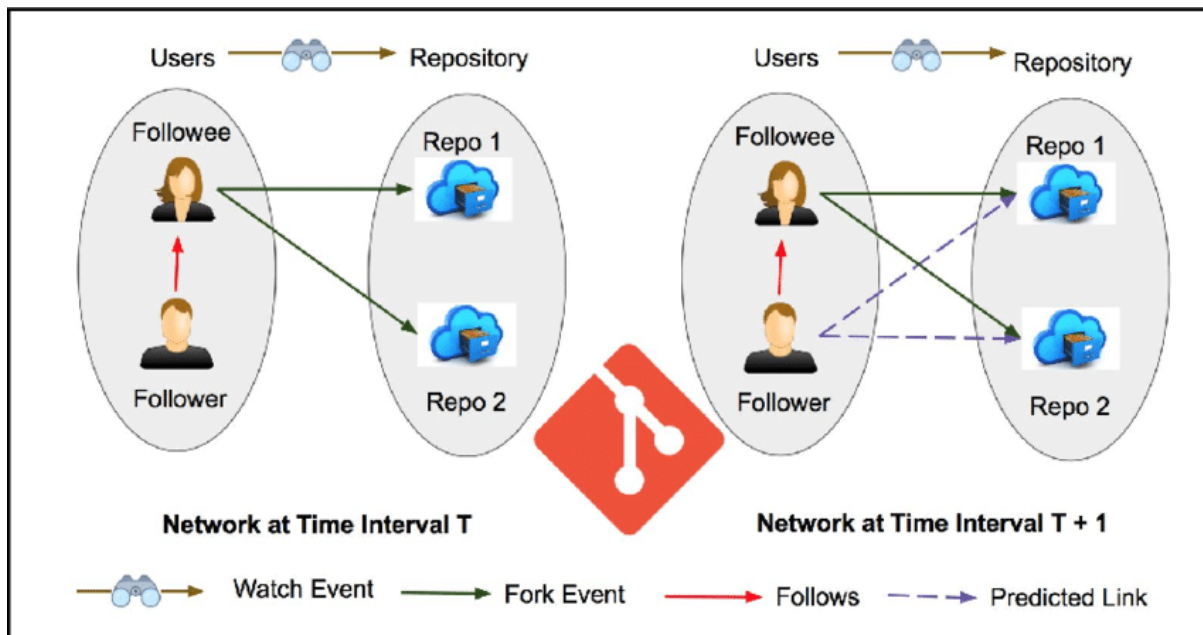 Users Repository
Followee
Repo 1
Follower
Repo 2
Network at Time Interval T
Users Repository
Followee
Repo 1
Follower
Repo 2
Network at Time Interval T + 1
Watch Event Fork Event Follows Predicted Link